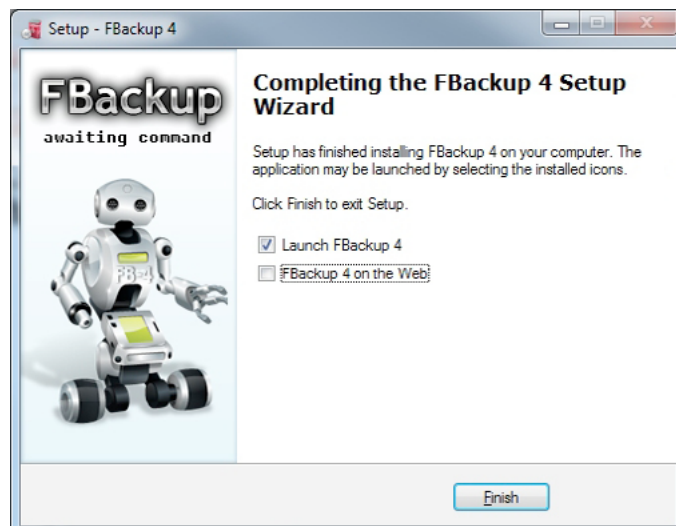 Setup - FBackup 4
FBackup
awaiting command
Completing the FBackup 4 Setup
Wizard
Setup has finished installing FBackup 4 on your computer. The
application may be launched by selecting the installed icons.
Click Finish to exit Setup.
Launch FBackup 4
FBackup 4 on the Web
FB-4
Finish